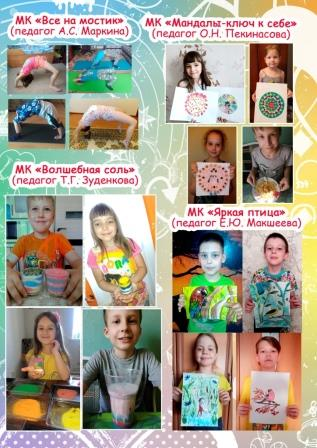 МК «Все на мостик»
(педагог А.С. Маркина)
МК «Мандалы-ключ к себе»
(педагог О.Н. Пекинасова)
МК «Волшебная соль»
(педагог Т.Г. Зуденкова)
МК «Яркая птица»
(педагог Е.Ю. Макшеева)